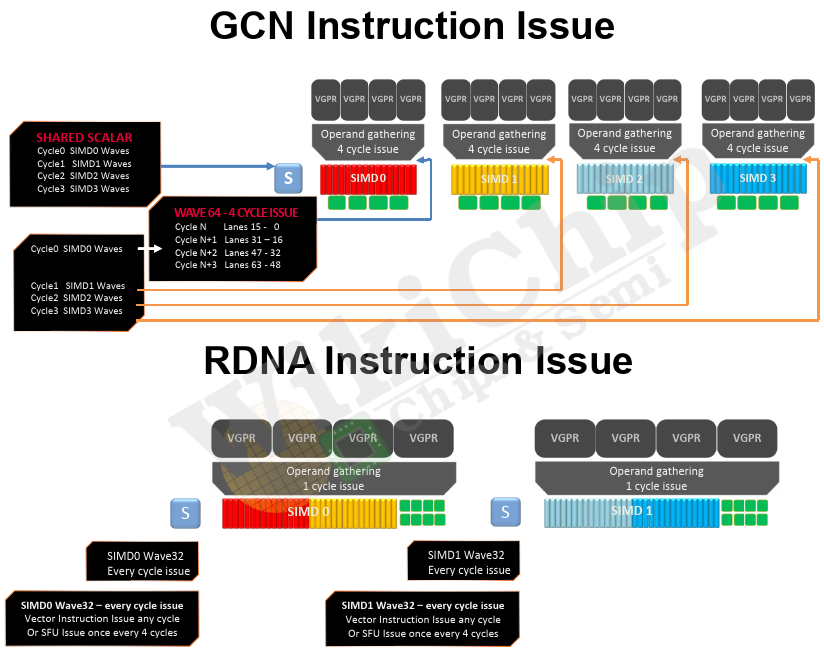 GCN Instruction Issue
VGPR VGPR VGPR VGPR
VGPR VGPR VGPR VGPR
VGPR VGPR VGPR VGPR
VGPR VGPR VGPR VGPR
Operand gathering
4 cycle issue
Operand gathering
4 cycle issue
Operand gathering
4 cycle issue
Operand gathering
4 cycle issue
SHARED SCALAR
Cycle0 SIMD0 Waves
Cycle1 SIMD1 Waves
Cycle2 SIMD2 Waves
Cycle3 SIMD3 Waves
S
SIMD0
SIMD 1
SIMD 2
SIMD 3
WAVE 64 - 4 CYCLE ISSUE
Cycle N Lanes 15 - 0
Cycle N+1 Lanes 31 – 16
Cycle N+2 Lanes 47 - 32
Cycle N+3 Lanes 63 - 48
Cycle0 SIMD0 Waves
Cycle1 SIMD1 Waves
Cycle2 SIMD2 Waves
Cycle3 SIMD3 Waves
WikiChip
Chips & Semi
RDNA Instruction Issue
VGPR VGPR VGPR VGPR
VGPR VGPR VGPR VGPR
Operand gathering
1 cycle issue
Operand gathering
1 cycle issue
S
SIMD 0
S
SIMD 1
SIMD0 Wave32
Every cycle issue
SIMD1 Wave32
Every cycle issue
SIMD0 Wave32 – every cycle issue
Vector Instruction Issue any cycle
Or SFU Issue once every 4 cycles
SIMD1 Wave32 – every cycle issue
Vector Instruction Issue any cycle
Or SFU Issue once every 4 cycles